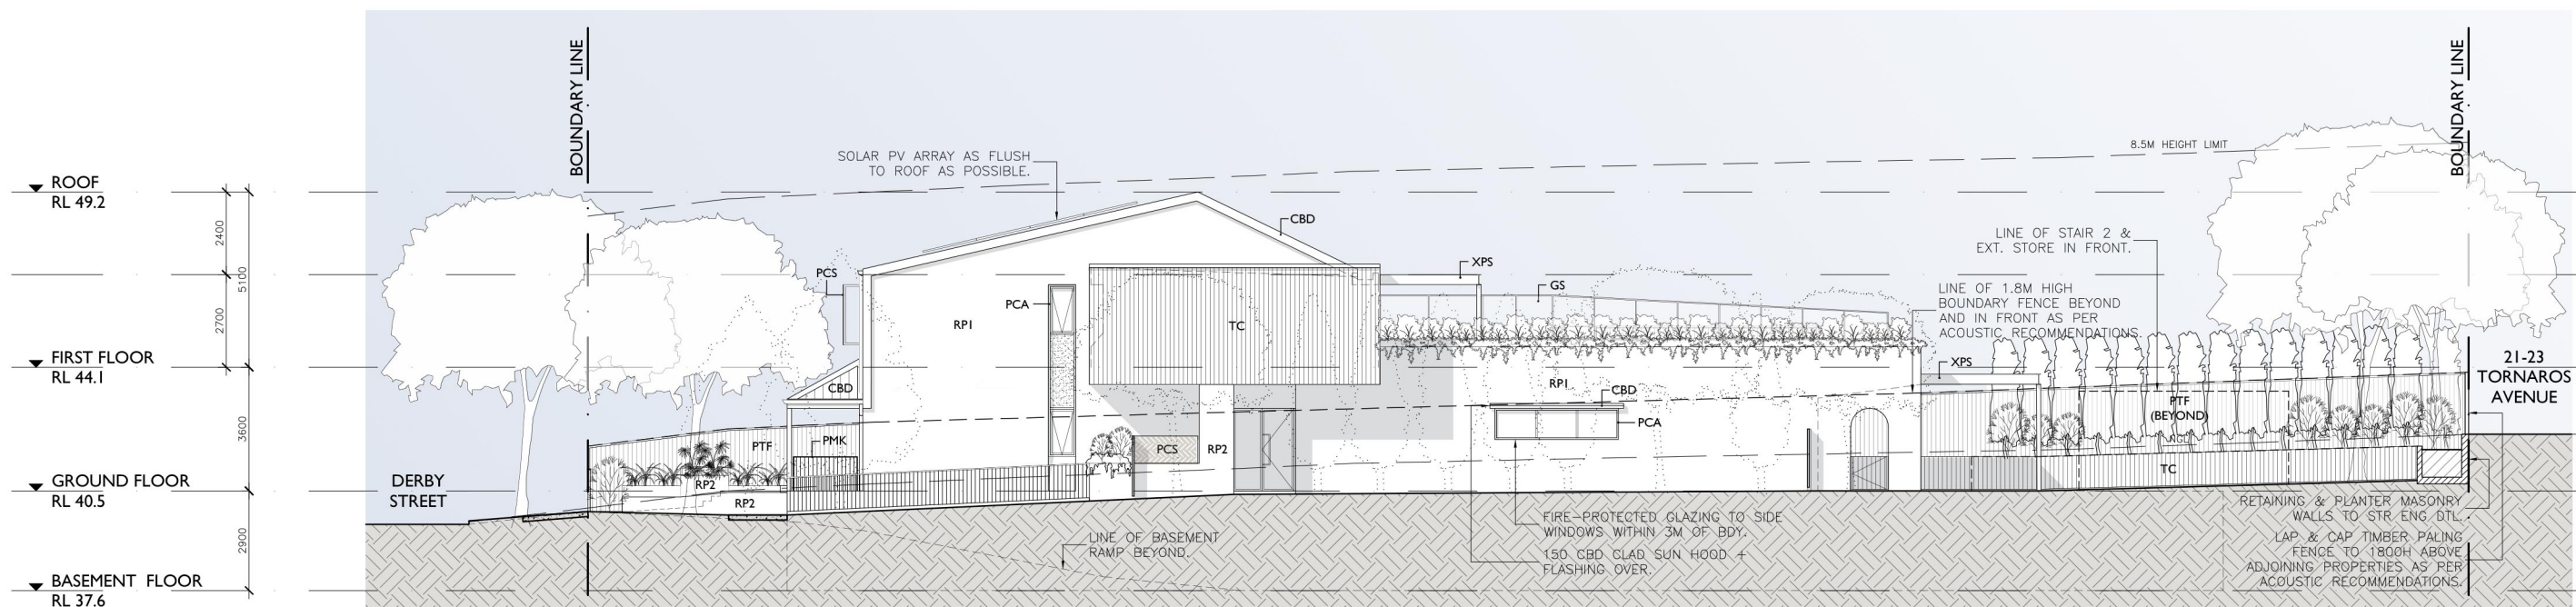 ROOF
RL 49.2
FIRST FLOOR
RL 44.1
GROUND FLOOR
RL 40.5
BASEMENT FLOOR
RL 37.6
2400
5100
2700
3600
2900
BOUNDARY LINE
DERBY
STREET
SOLAR PV ARRAY AS FLUSH
TO ROOF AS POSSIBLE.
CBD
PCS
PCA
RP1
TC
XPS
GS
CBD
PTF
PMK
RP2
RP2
PCS
RP2
RP1
CBD
PCA
XPS
LINE OF BASEMENT
RAMP BEYOND.
FIRE-PROTECTED GLAZING TO SIDE
WINDOWS WITHIN 3M OF BDY.
150 CBD CLAD SUN HOOD +
FLASHING OVER.
8.5M HEIGHT LIMIT
BOUNDARY LINE
LINE OF STAIR 2 &
EXT. STORE IN FRONT.
LINE OF 1.8M HIGH
BOUNDARY FENCE BEYOND
AND IN FRONT AS PER
ACOUSTIC RECOMMENDATIONS.
PTF
(BEYOND)
NGL
TC
21-23
TORNAROS
AVENUE
RETAINING & PLANTER MASONRY
WALLS TO STR ENG DTL.
LAP & CAP TIMBER PALING
FENCE TO 1800H ABOVE
ADJOINING PROPERTIES AS PER
ACOUSTIC RECOMMENDATIONS.